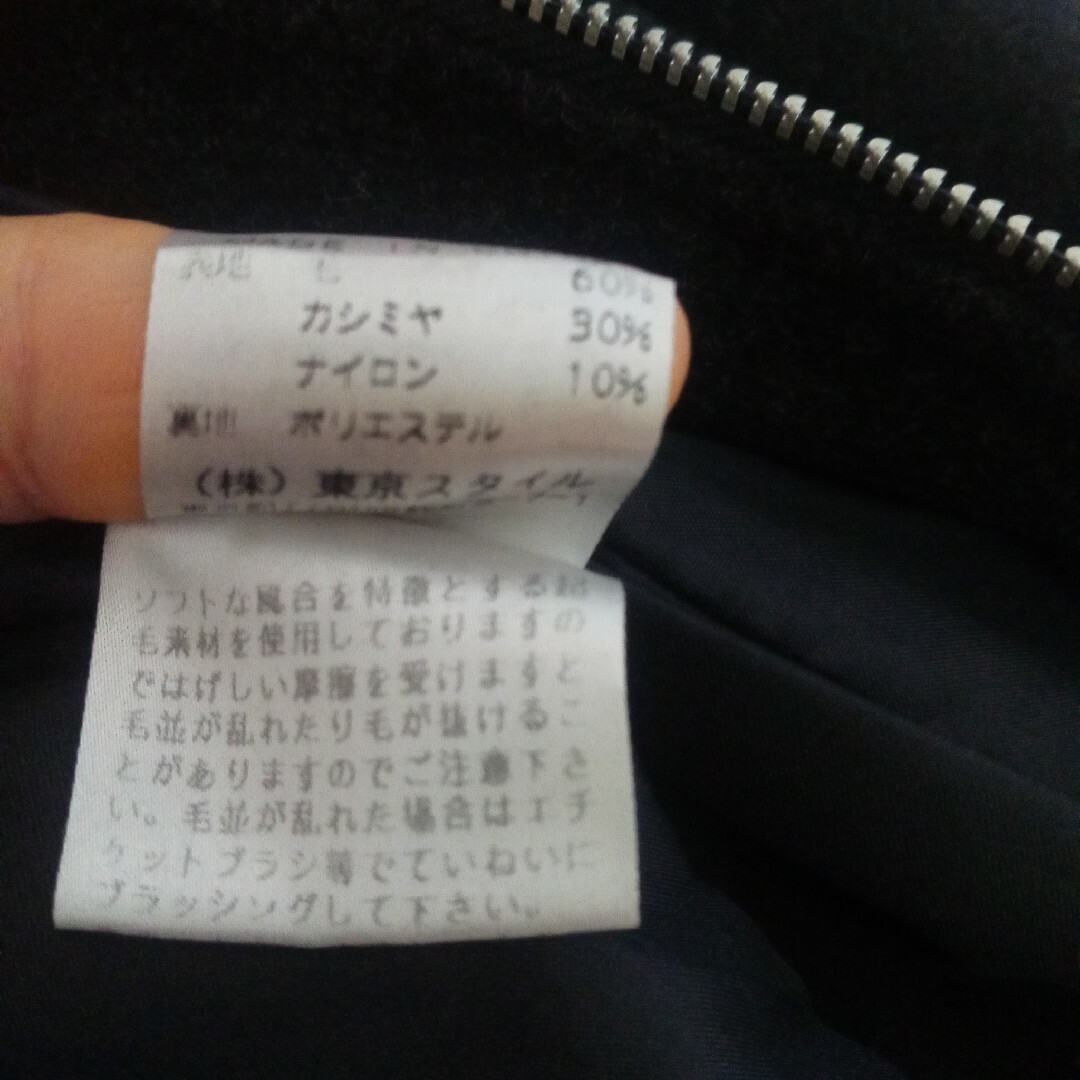 表地 毛 60%
カシミヤ 30%
ナイロン 10%
裏地 ポリエステル
(株)東京スタイル
ソフトな風合を特徴とする紡
毛素材を使用しておりますの
ではげしい摩擦を受けますと
毛並が乱れたり毛が抜けるこ
とがありますのでご注意下さ
い。毛並が乱れた場合はエチ
ケットブラシ等でていねいに
ブラッシングして下さい。